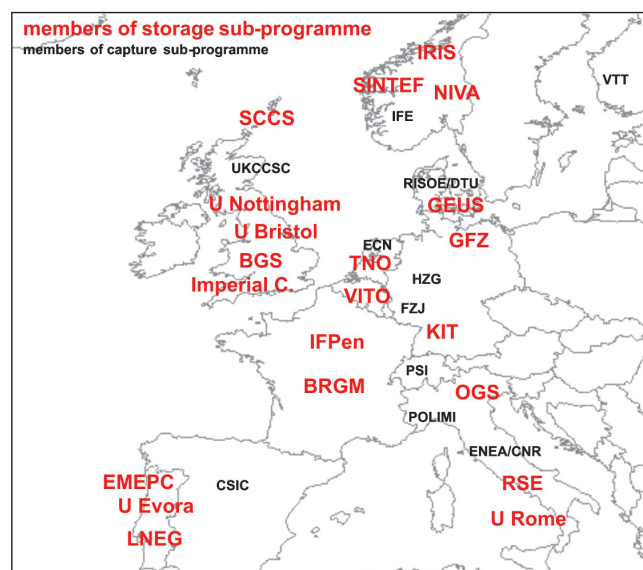 members of storage sub-programme
members of capture sub-programme
IRIS
SINTEF
NIVA
VTT
IFE
SCCS
UKCCSC
RISOE/DTU
U Nottingham
GEUS
U Bristol
GFZ
ECN
BGS
TNO
HZG
Imperial C.
VITO
FZJ
KIT
IFPen
PSI
BRGM
OGS
POLIMI
ENEA/CNR
EMEPC
CSIC
RSE
U Evora
U Rome
LNEG